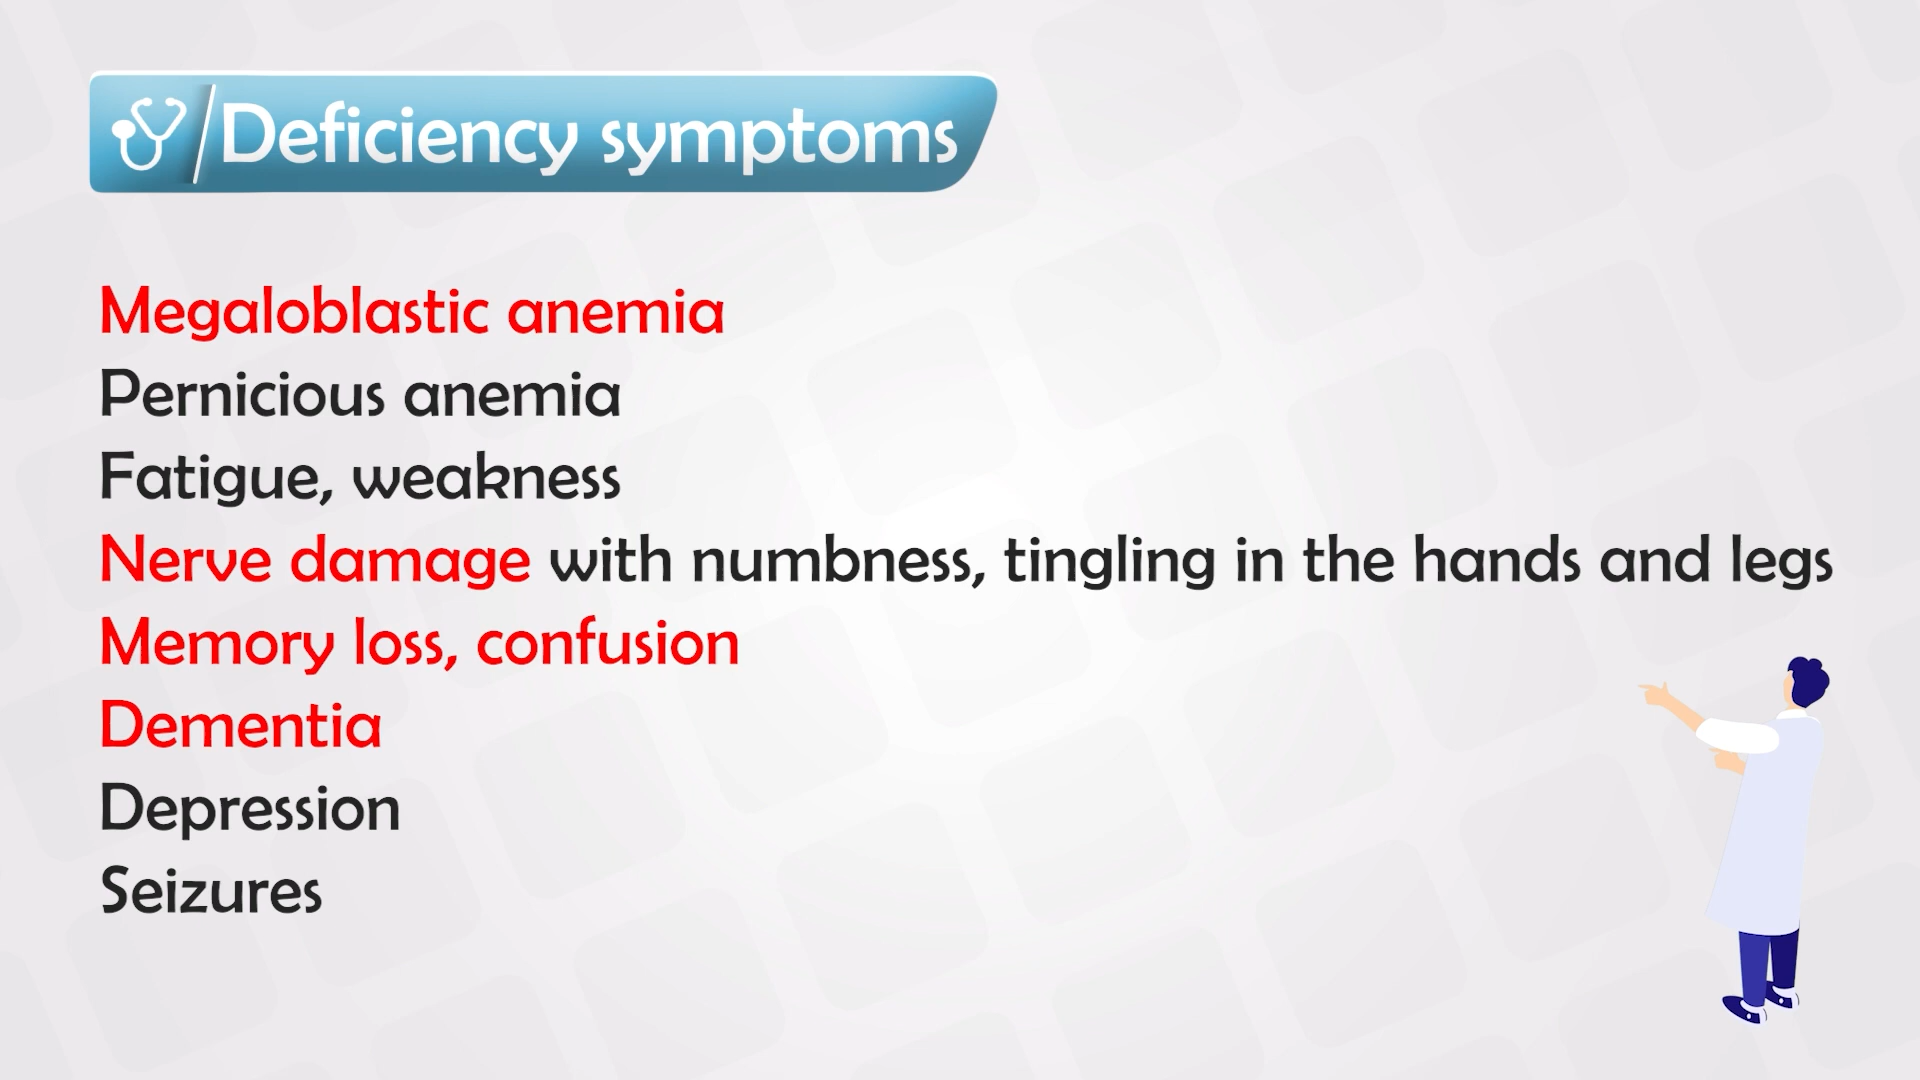 Deficiency symptoms
Megaloblastic anemia
Pernicious anemia
Fatigue, weakness
Nerve damage with numbness, tingling in the hands and legs
Memory loss, confusion
Dementia
Depression
Seizures